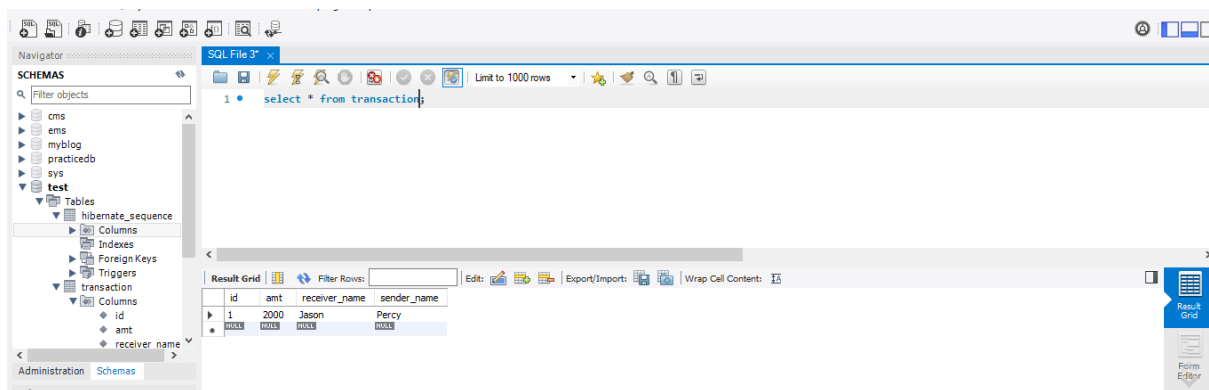 Navigator
SQL File 3*
SCHEMAS
Filter objects
Limit to 1000 rows
1
select * from transaction;
cms
ems
myblog
practicedb
sys
test
Tables
hibernate_sequence
Columns
Indexes
Foreign Keys
Triggers
transaction
Columns
id
amt
receiver_name
Administration Schemas
Result Grid Filter Rows: Edit: Export/Import: Wrap Cell Content:
id amt receiver_name sender_name
1 2000 Jason Percy
NULL NULL NULL NULL
Result
Grid
Form
Editor